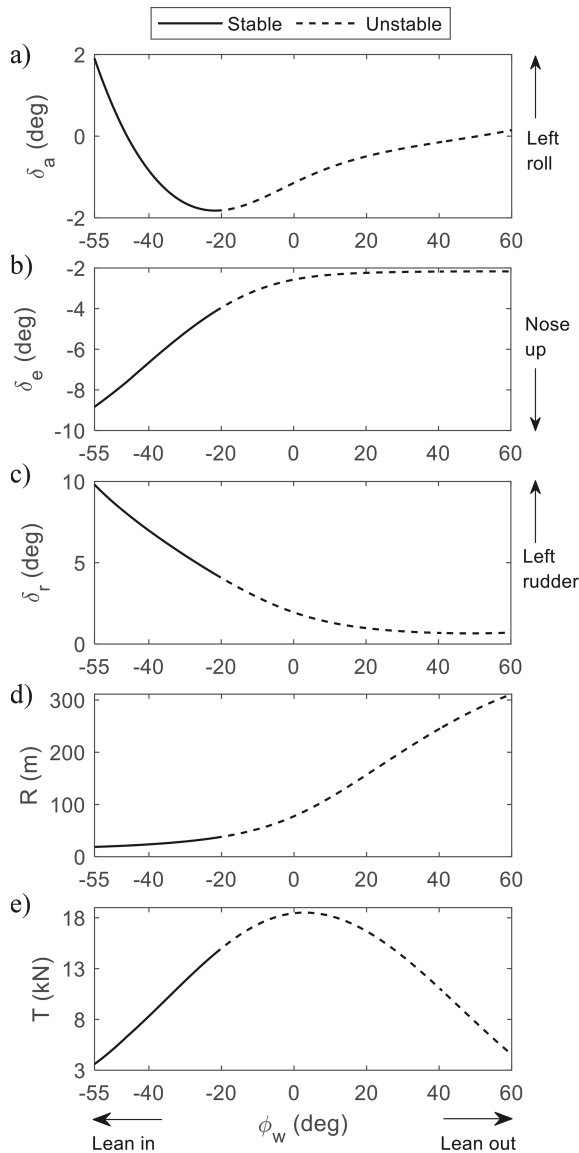 Stable Unstable
a)
2
0
-2
δa (deg)
Left
roll
-55 -40 -20 0 20 40 60
b)
-2
-4
-6
-8
-10
δe (deg)
Nose
up
-55 -40 -20 0 20 40 60
c)
10
5
0
δr (deg)
Left
rudder
-55 -40 -20 0 20 40 60
d)
300
200
100
0
R (m)
-55 -40 -20 0 20 40 60
e)
18
13
8
3
T (kN)
-55 -40 -20 0 20 40 60
Lean in ϕw (deg) Lean out